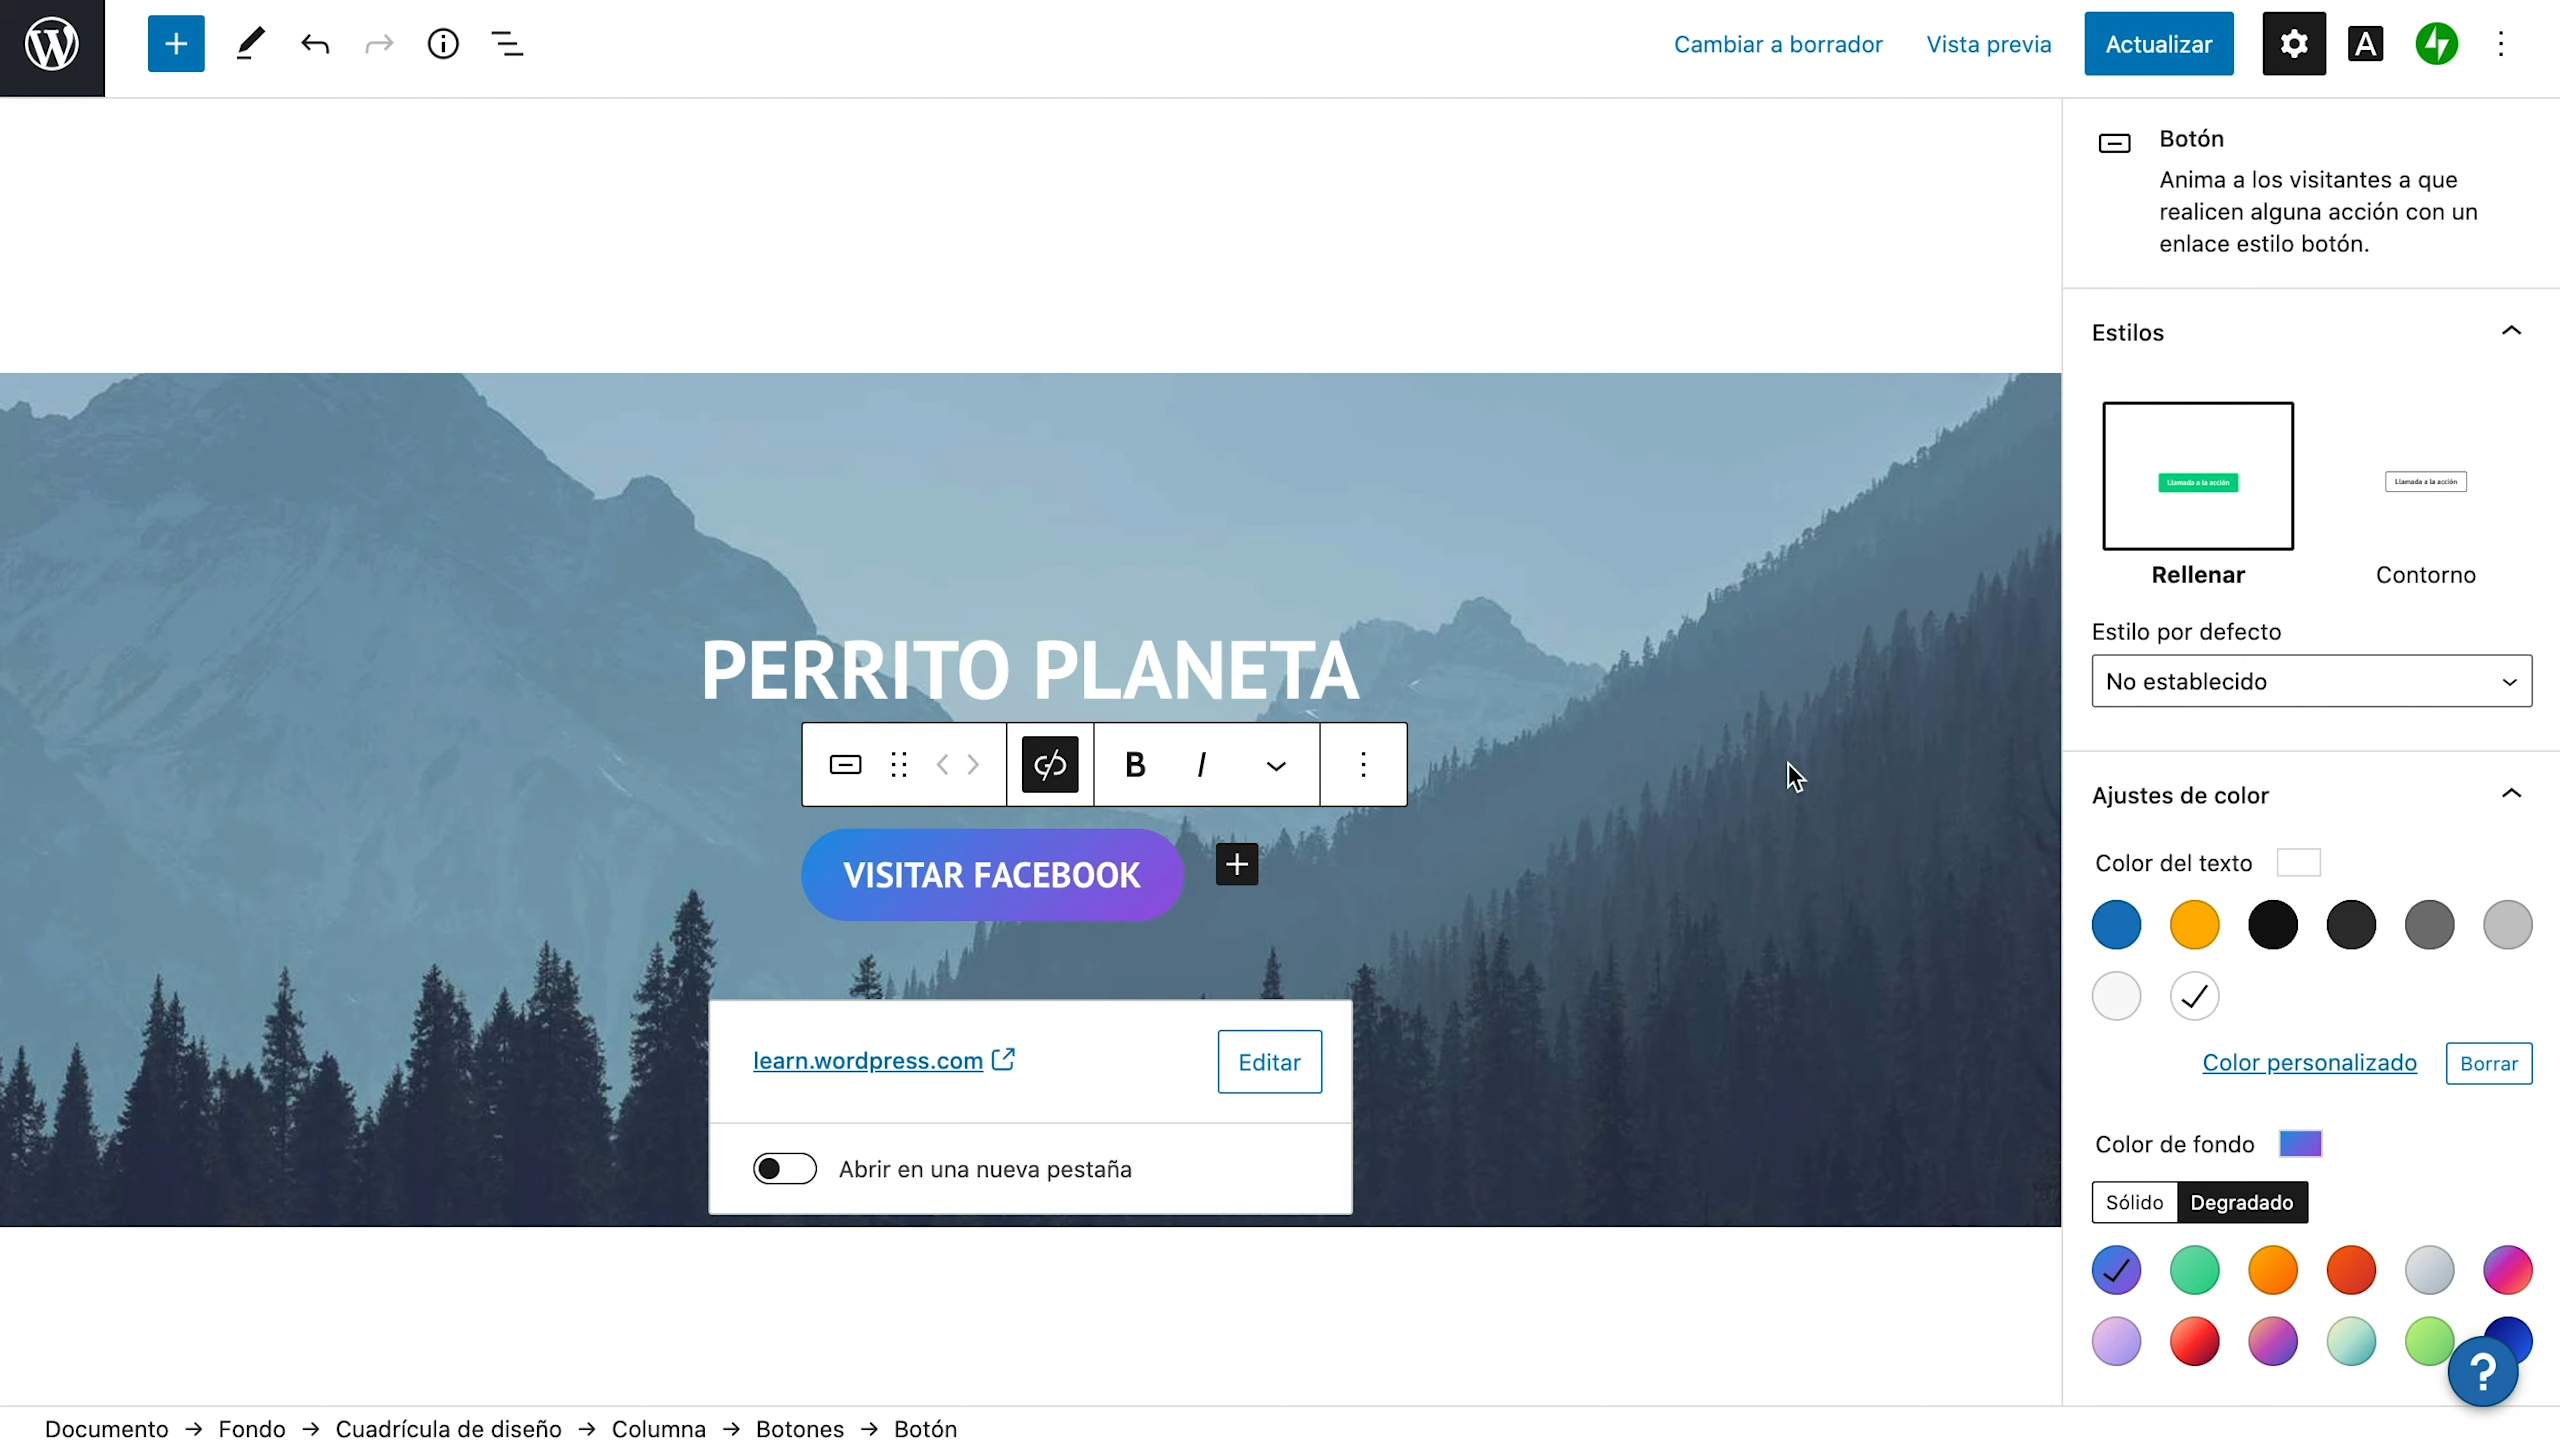 Cambiar a borrador
Vista previa
Actualizar
A
Botón
Anima a los visitantes a que
realicen alguna acción con un
enlace estilo botón.
Estilos
Llamada a la acción
Llamada a la acción
Rellenar
Contorno
Estilo por defecto
No establecido
PERRITO PLANETA
B I
VISITAR FACEBOOK
Ajustes de color
Color del texto
learn.wordpress.com
Editar
Color personalizado
Borrar
Abrir en una nueva pestaña
Color de fondo
Sólido
Degradado
?
Documento → Fondo → Cuadrícula de diseño → Columna → Botones → Botón